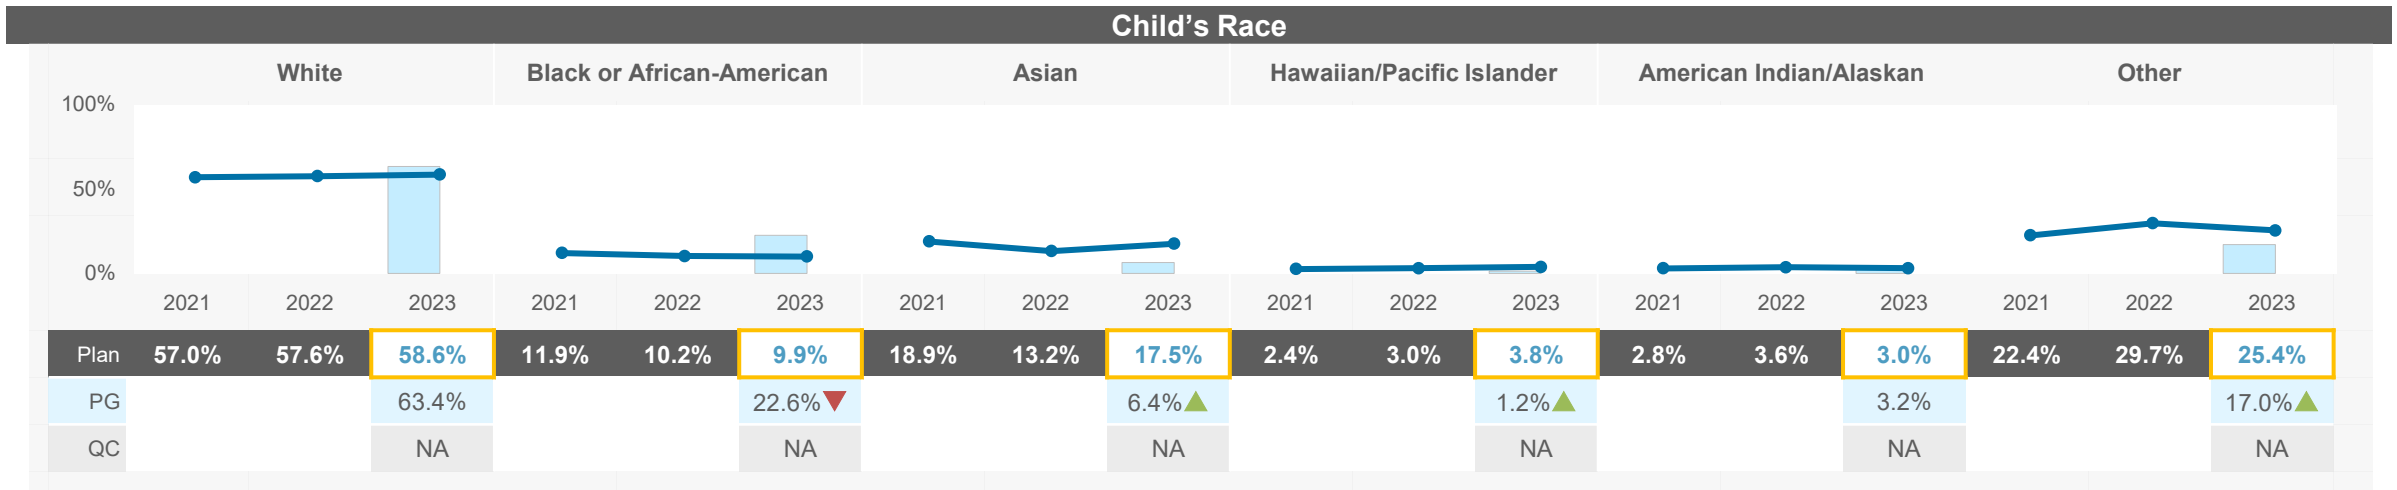 Child’s Race
White Black or African-American Asian Hawaiian/Pacific Islander American Indian/Alaskan Other
100%
50%
0%
2021 2022 2023 2021 2022 2023 2021 2022 2023 2021 2022 2023 2021 2022 2023 2021 2022 2023
Plan 57.0% 57.6% 58.6% 11.9% 10.2% 9.9% 18.9% 13.2% 17.5% 2.4% 3.0% 3.8% 2.8% 3.6% 3.0% 22.4% 29.7% 25.4%
PG 63.4% 22.6% 6.4% 1.2% 3.2% 17.0%
QC NA NA NA NA NA NA